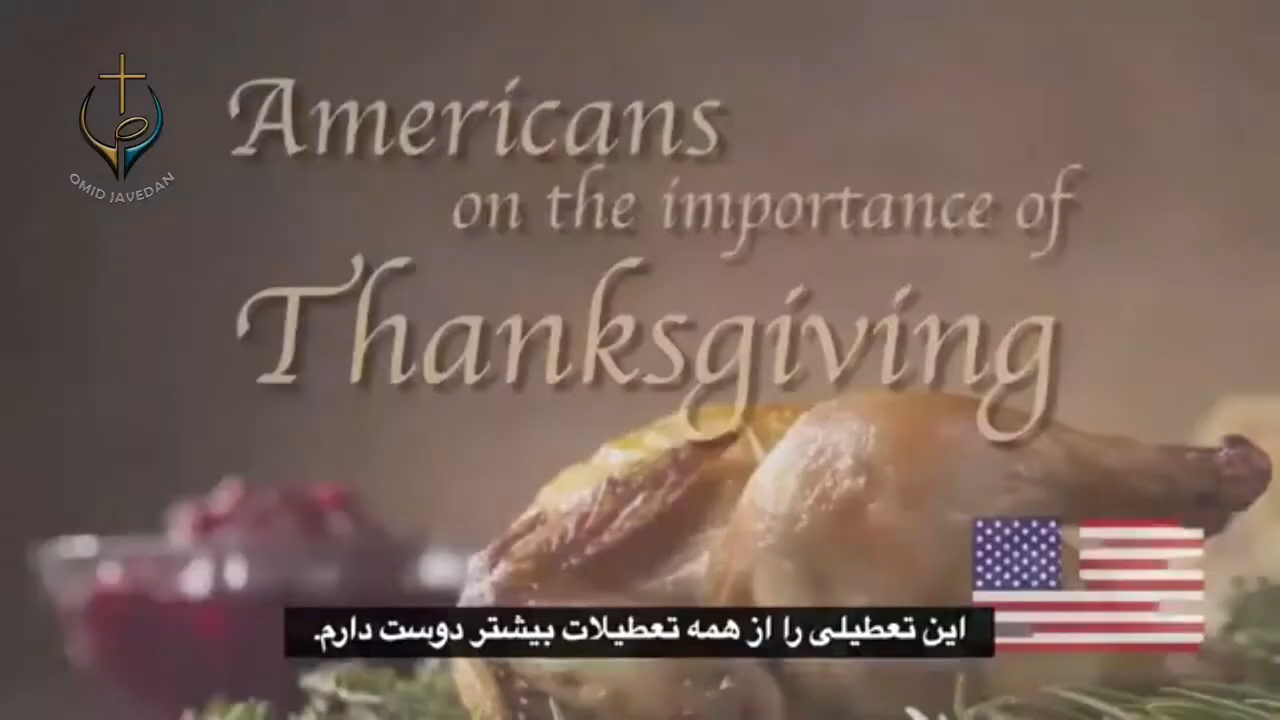 OMID JAVEDAN
Americans
on the importance of
Thanksgiving
این تعطیلی را از همه تعطیلات بیشتر دوست دارم.